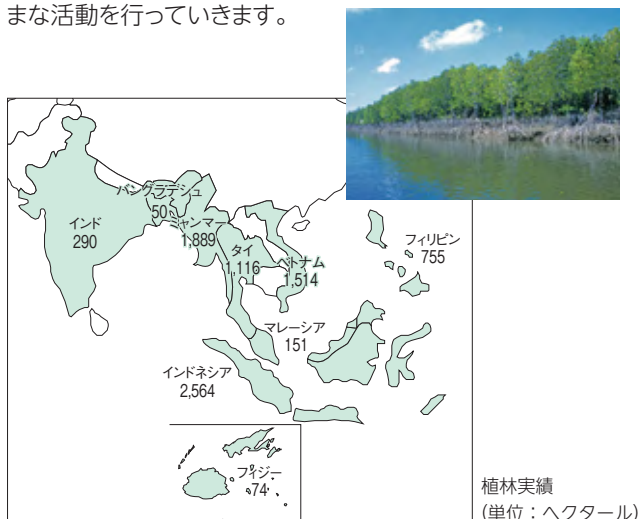 まな活動を行っていきます。
バングラデシュ
50
インド
290
ミャンマー
1,889
タイ
1,116
ベトナム
1,514
フィリピン
755
マレーシア
151
インドネシア
2,564
フィジー
74
植林実績
(単位：ヘクタール)